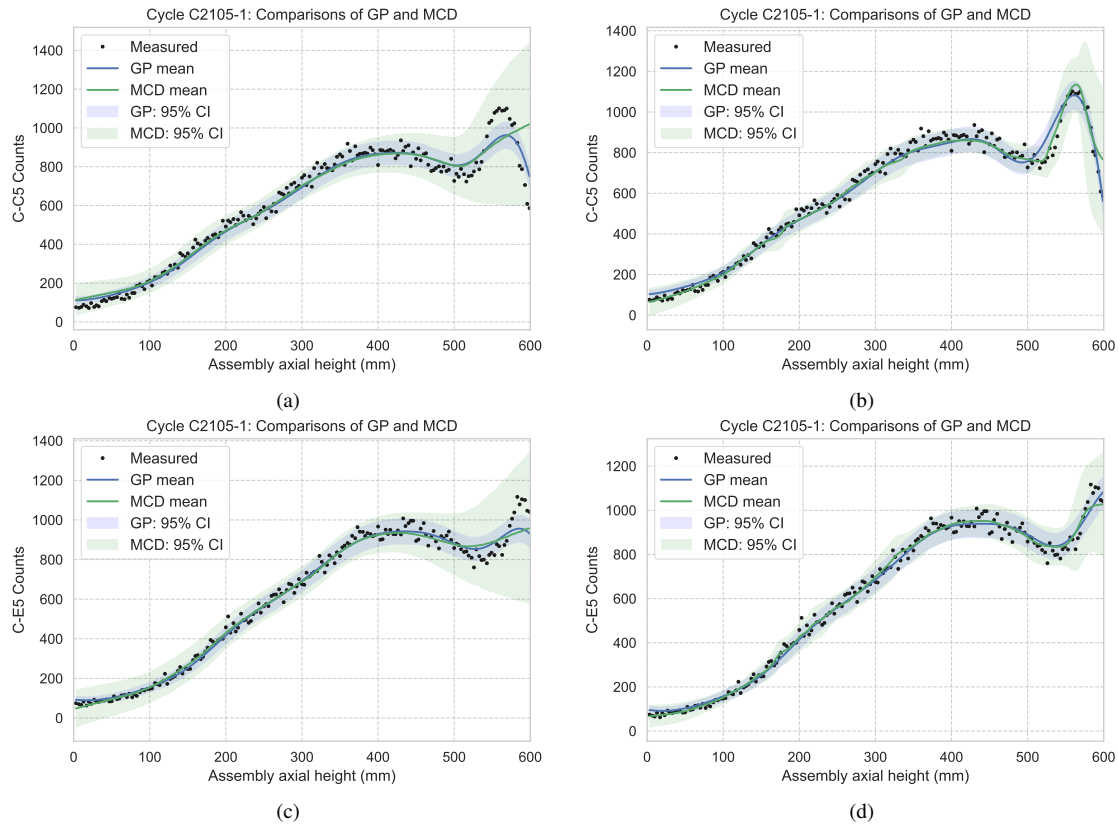 Cycle C2105-1: Comparisons of GP and MCD
1400
1200
1000
800
600
400
200
0
C-C5 Counts
Measured
GP mean
MCD mean
GP: 95% CI
MCD: 95% CI
0 100 200 300 400 500 600
Assembly axial height (mm)
(a)
Cycle C2105-1: Comparisons of GP and MCD
1400
1200
1000
800
600
400
200
0
C-C5 Counts
Measured
GP mean
MCD mean
GP: 95% CI
MCD: 95% CI
0 100 200 300 400 500 600
Assembly axial height (mm)
(b)
Cycle C2105-1: Comparisons of GP and MCD
1400
1200
1000
800
600
400
200
0
C-E5 Counts
Measured
GP mean
MCD mean
GP: 95% CI
MCD: 95% CI
0 100 200 300 400 500 600
Assembly axial height (mm)
(c)
Cycle C2105-1: Comparisons of GP and MCD
1200
1000
800
600
400
200
0
C-E5 Counts
Measured
GP mean
MCD mean
GP: 95% CI
MCD: 95% CI
0 100 200 300 400 500 600
Assembly axial height (mm)
(d)